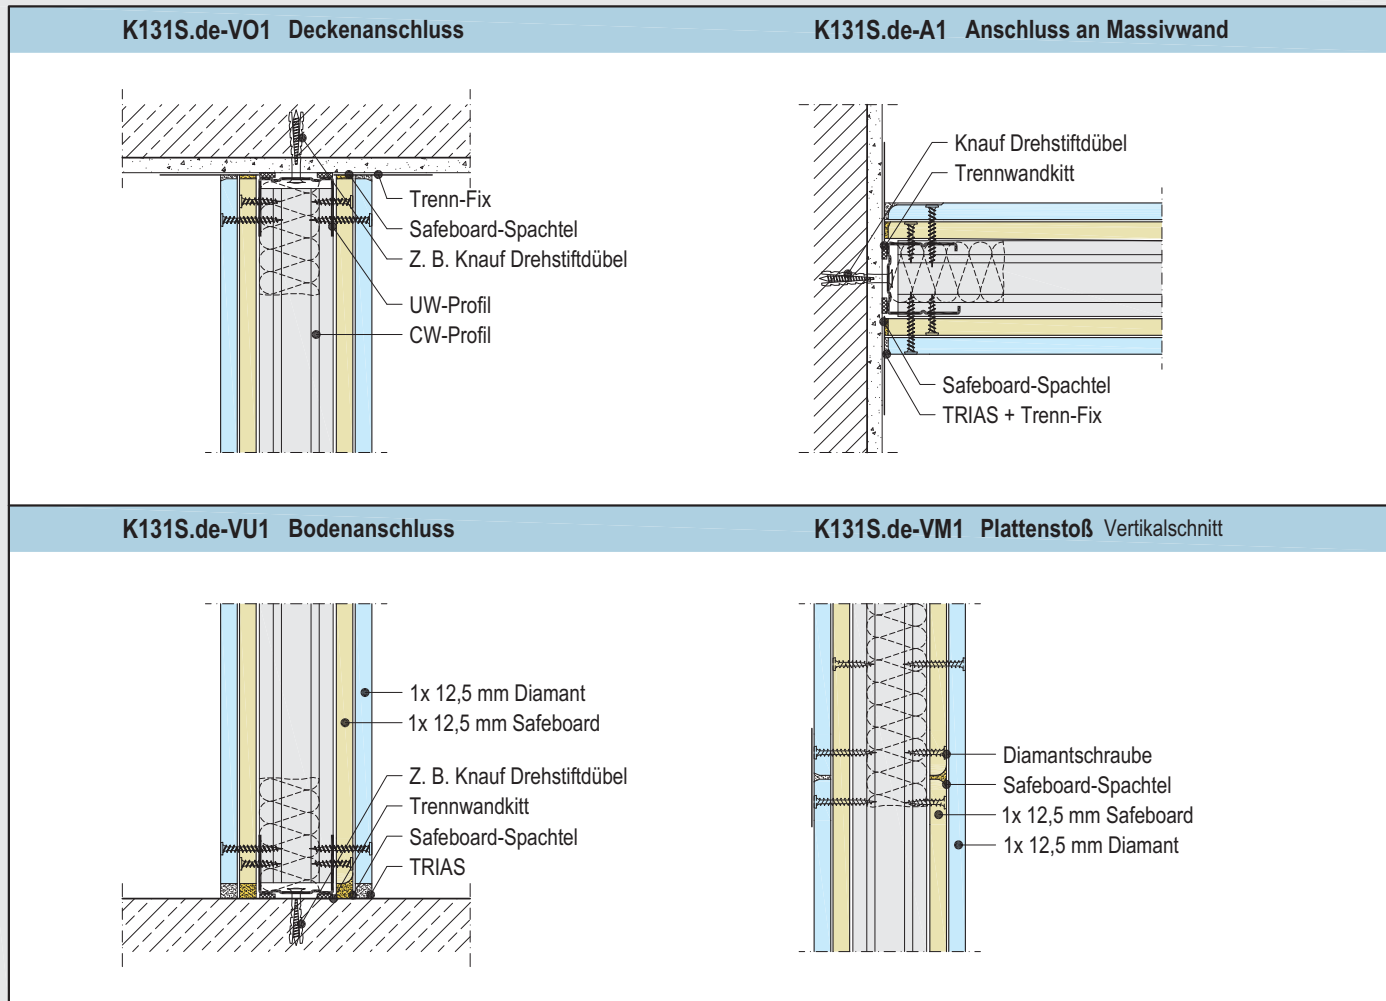 K131S.de-VO1 Deckenanschluss
Trenn-Fix
Safeboard-Spachtel
Z. B. Knauf Drehstiftdübel
UW-Profil
CW-Profil
K131S.de-A1 Anschluss an Massivwand
Knauf Drehstiftdübel
Trennwandkitt
Safeboard-Spachtel
TRIAS + Trenn-Fix
K131S.de-VU1 Bodenanschluss
1x 12,5 mm Diamant
1x 12,5 mm Safeboard
Z. B. Knauf Drehstiftdübel
Trennwandkitt
Safeboard-Spachtel
TRIAS
K131S.de-VM1 Plattenstoß Vertikalschnitt
Diamantschraube
Safeboard-Spachtel
1x 12,5 mm Safeboard
1x 12,5 mm Diamant